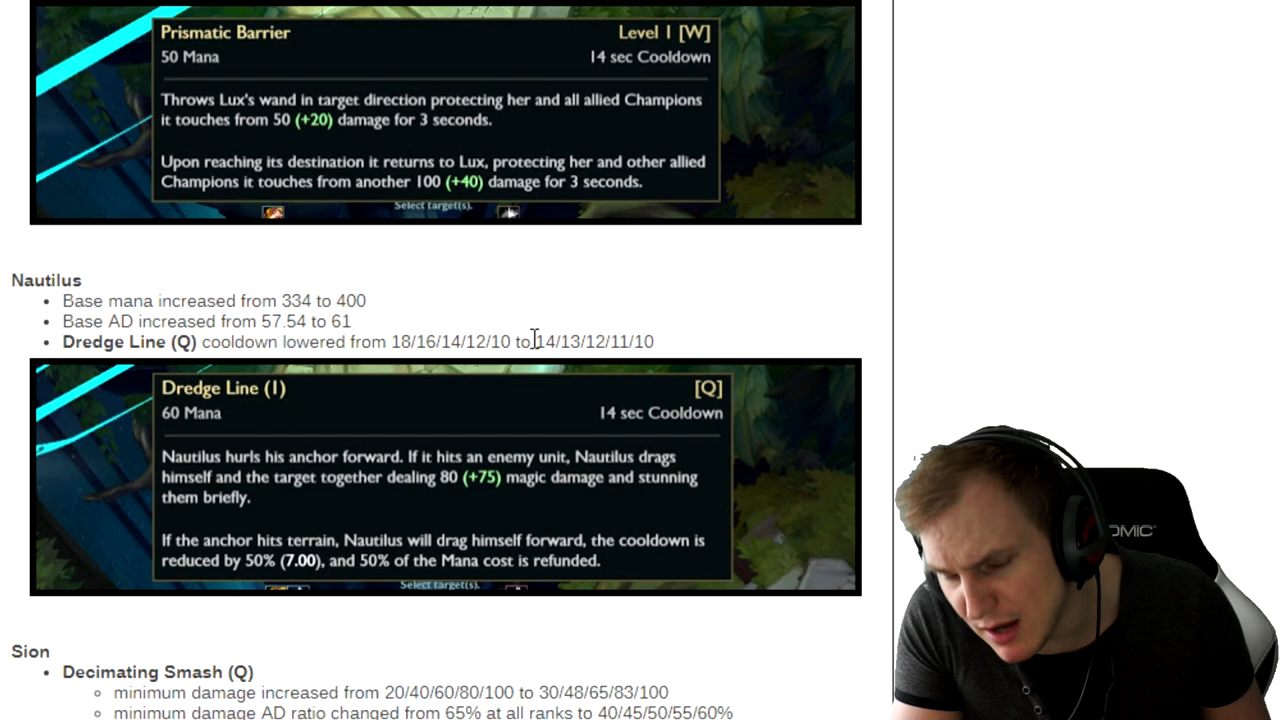 Prismatic Barrier Level 1 [W]
50 Mana 14 sec Cooldown
Throws Lux's wand in target direction protecting her and all allied Champions
it touches from 50 (+20) damage for 3 seconds.
Upon reaching its destination it returns to Lux, protecting her and other allied
Champions it touches from another 100 (+40) damage for 3 seconds.
Select target(s).
Nautilus
• Base mana increased from 334 to 400
• Base AD increased from 57.54 to 61
• Dredge Line (Q) cooldown lowered from 18/16/14/12/10 to 14/13/12/11/10
Dredge Line (1) [Q]
60 Mana 14 sec Cooldown
Nautilus hurls his anchor forward. If it hits an enemy unit, Nautilus drags
himself and the target together dealing 80 (+75) magic damage and stunning
them briefly.
If the anchor hits terrain, Nautilus will drag himself forward, the cooldown is
reduced by 50% (7.00), and 50% of the Mana cost is refunded.
Select target(s).
Sion
• Decimating Smash (Q)
○ minimum damage increased from 20/40/60/80/100 to 30/48/65/83/100
○ minimum damage AD ratio changed from 65% at all ranks to 40/45/50/55/60%
OMIC